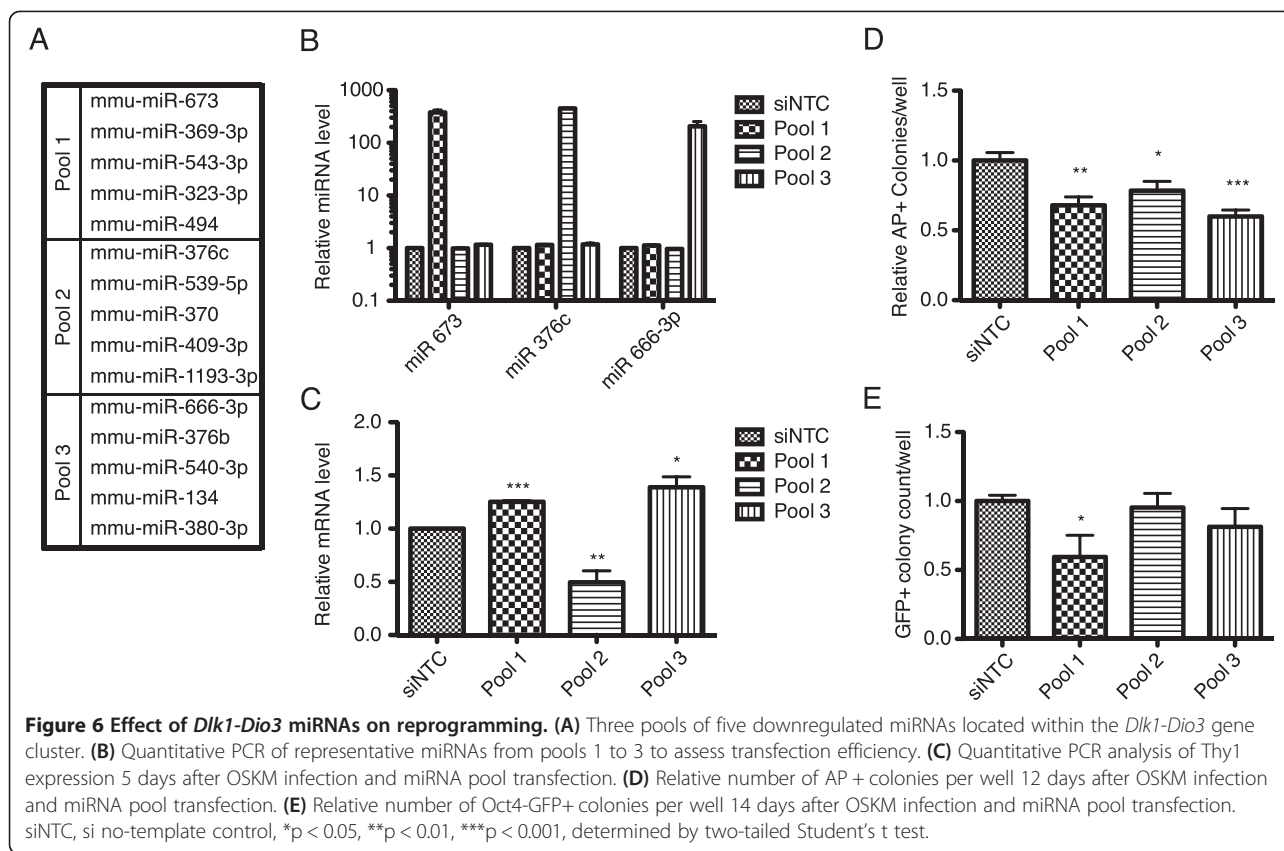 A
Pool 1
mmu-miR-673
mmu-miR-369-3p
mmu-miR-543-3p
mmu-miR-323-3p
mmu-miR-494
Pool 2
mmu-miR-376c
mmu-miR-539-5p
mmu-miR-370
mmu-miR-409-3p
mmu-miR-1193-3p
Pool 3
mmu-miR-666-3p
mmu-miR-376b
mmu-miR-540-3p
mmu-miR-134
mmu-miR-380-3p
B
Relative miRNA level
1000
100
10
1
0.1
miR 673
miR 376c
miR 666-3p
siNTC
Pool 1
Pool 2
Pool 3
C
Relative mRNA level
2.0
1.5
1.0
0.5
0.0
***
**
*
siNTC
Pool 1
Pool 2
Pool 3
siNTC
Pool 1
Pool 2
Pool 3
D
Relative AP+ Colonies/well
1.5
1.0
0.5
0.0
**
*
***
siNTC
Pool 1
Pool 2
Pool 3
E
GFP+ colony count/well
1.5
1.0
0.5
0.0
*
siNTC
Pool 1
Pool 2
Pool 3
Figure 6 Effect of Dlk1-Dio3 miRNAs on reprogramming. (A) Three pools of five downregulated miRNAs located within the Dlk1-Dio3 gene
cluster. (B) Quantitative PCR of representative miRNAs from pools 1 to 3 to assess transfection efficiency. (C) Quantitative PCR analysis of Thy1
expression 5 days after OSKM infection and miRNA pool transfection. (D) Relative number of AP + colonies per well 12 days after OSKM infection
and miRNA pool transfection. (E) Relative number of Oct4-GFP+ colonies per well 14 days after OSKM infection and miRNA pool transfection.
siNTC, si no-template control, *p < 0.05, **p < 0.01, ***p < 0.001, determined by two-tailed Student's t test.